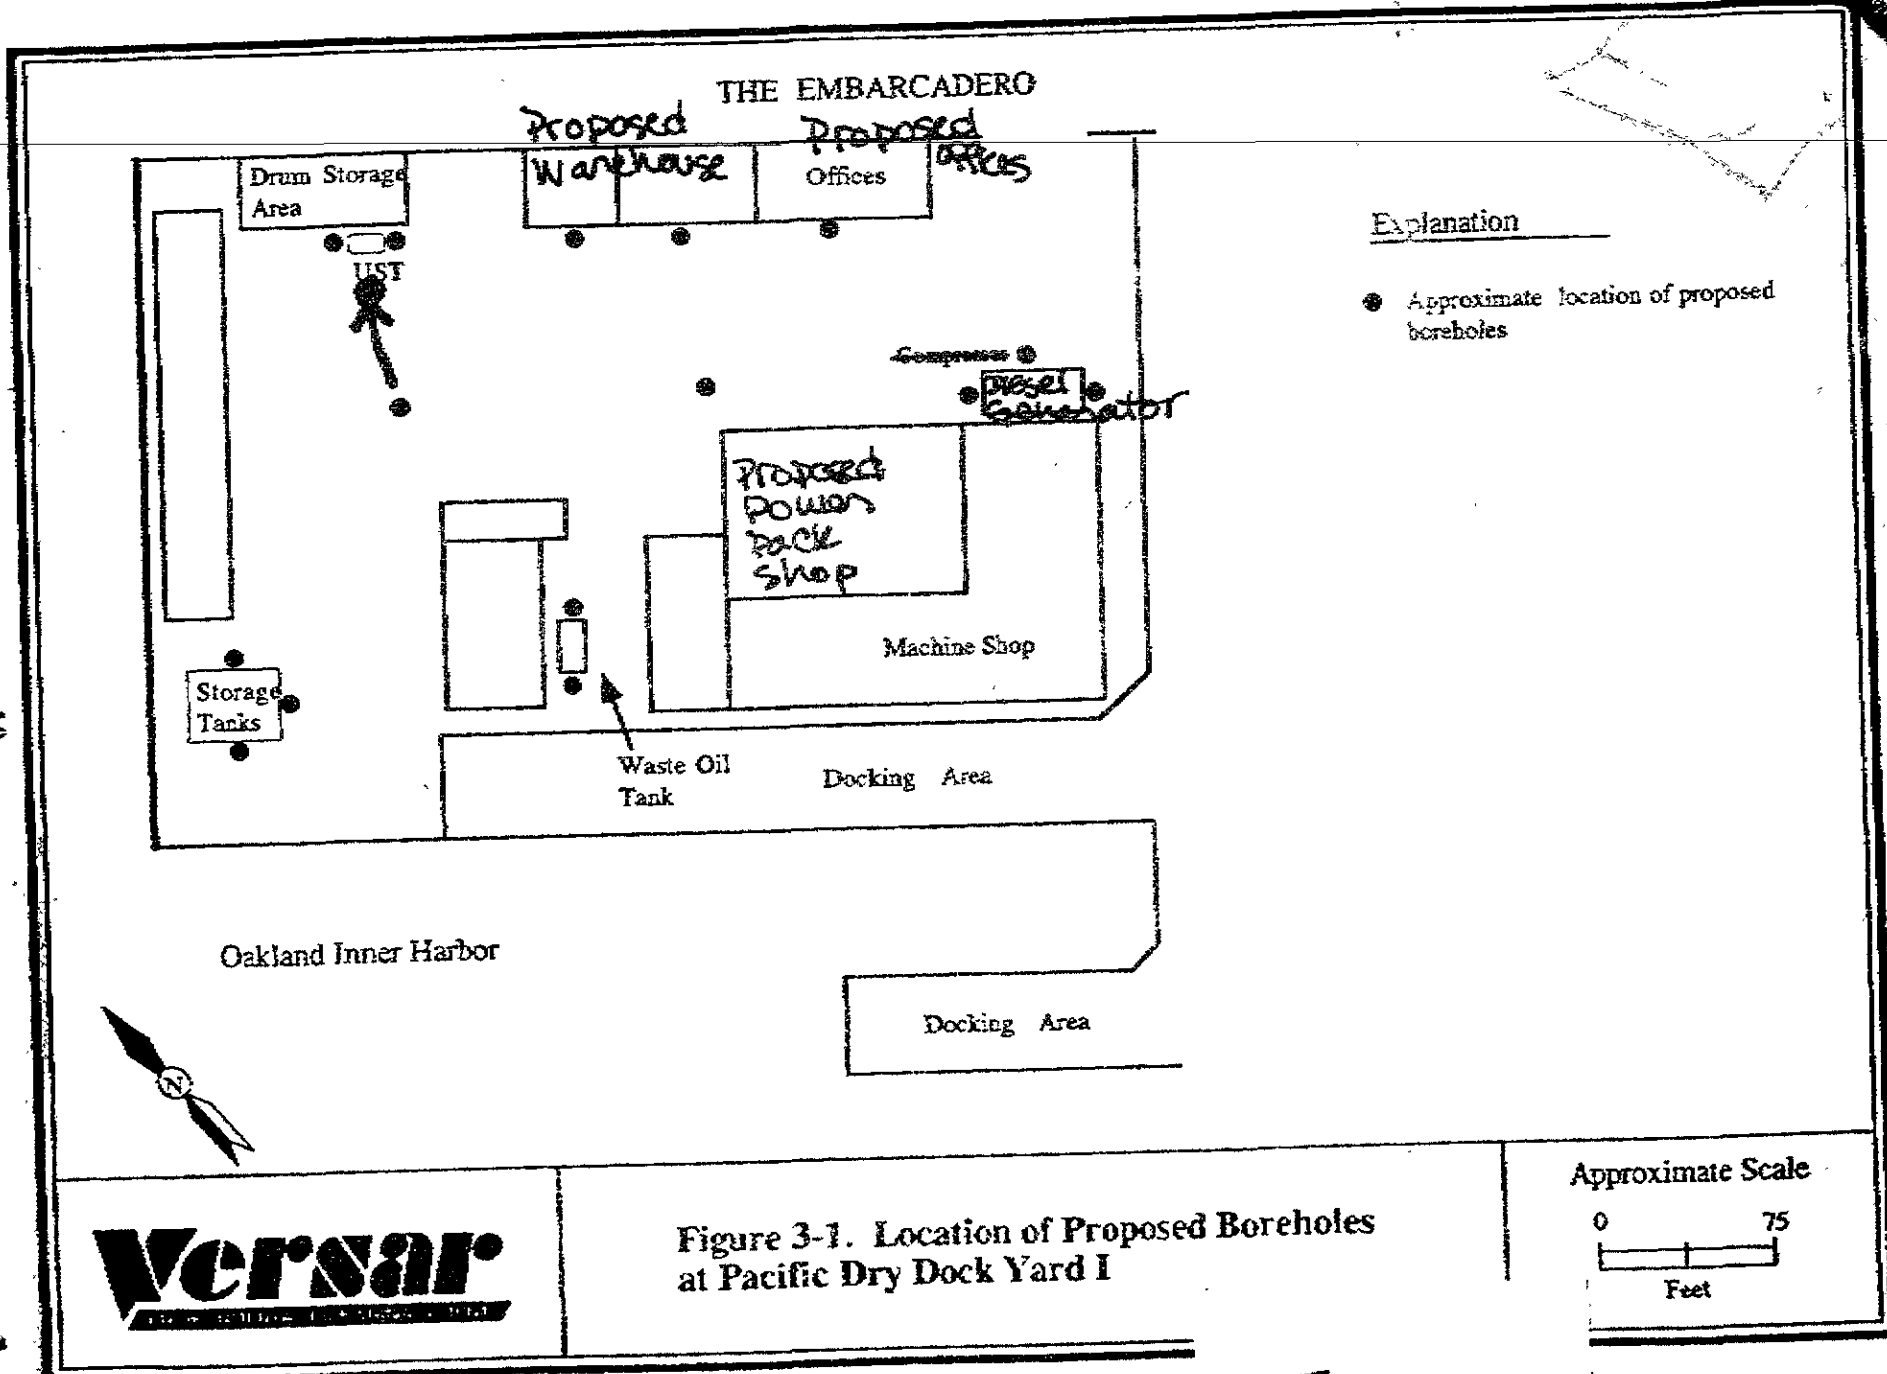 THE EMBARCADERO
Proposed
Warehouse
Proposed
Offices
Offices
Drum Storage
Area
UST
Explanation
Approximate location of proposed
boreholes
Compressor
Diesel
Generator
Proposed
Power
Pack
Shop
Machine Shop
Storage
Tanks
Waste Oil
Tank
Docking Area
Oakland Inner Harbor
Docking Area
N
Versar
Figure 3-1. Location of Proposed Boreholes
at Pacific Dry Dock Yard I
Approximate Scale
0 75
Feet